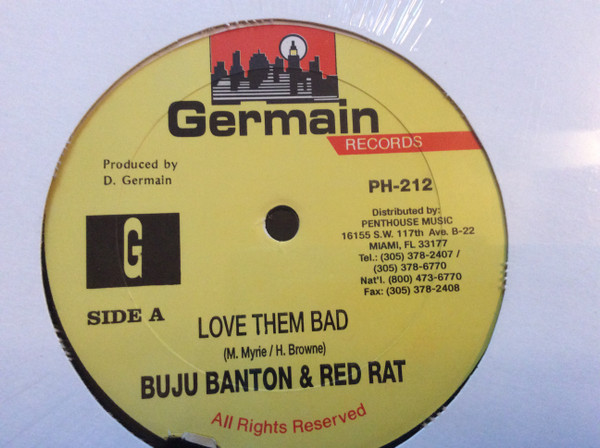 Germain
RECORDS
Produced by
D. Germain
PH-212
Distributed by:
PENTHOUSE MUSIC
16155 S.W. 117th Ave. B-22
MIAMI, FL 33177
Tel.: (305) 378-2407 /
(305) 378-6770
Nat'l. (800) 473-6770
Fax: (305) 378-2408
G
SIDE A
LOVE THEM BAD
(M. Myrie / H. Browne)
BUJU BANTON & RED RAT
All Rights Reserved